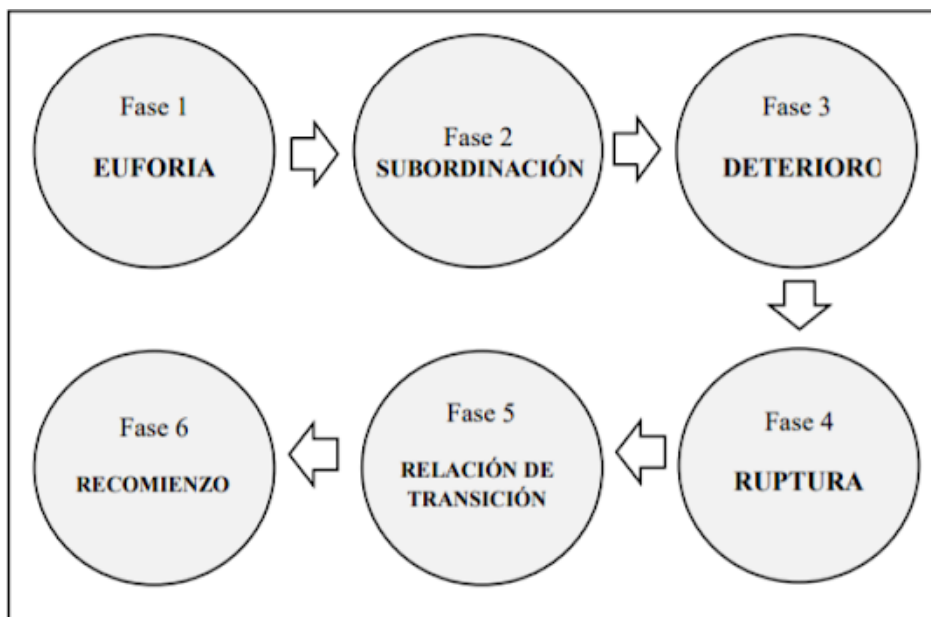 Fase 1
EUFORIA
Fase 2
SUBORDINACIÓN
Fase 3
DETERIORO
Fase 4
RUPTURA
Fase 5
RELACIÓN DE
TRANSICIÓN
Fase 6
RECOMIENZO